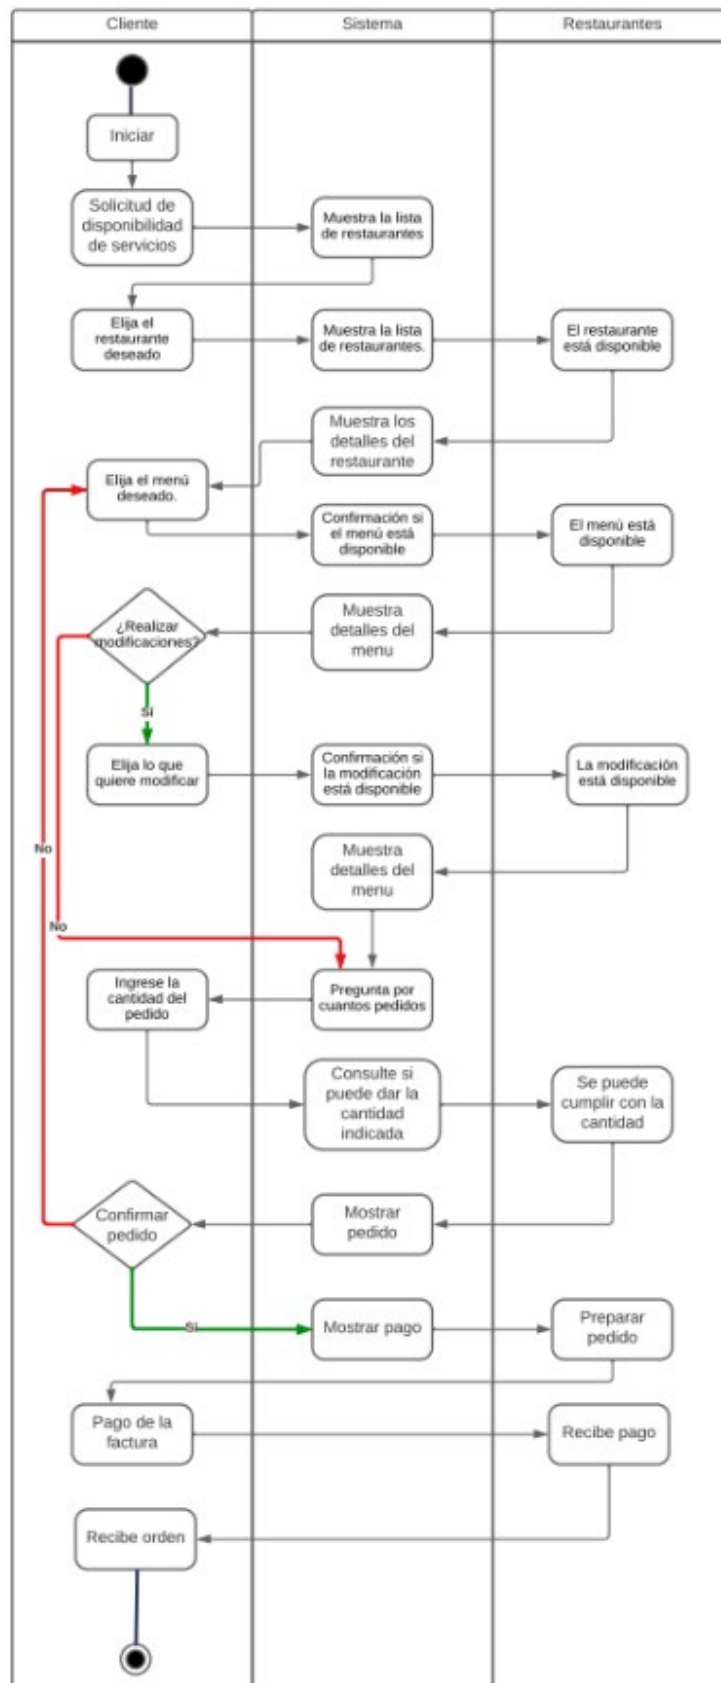 Cliente
Sistema
Restaurantes
Iniciar
Solicitud de
disponibilidad
de servicios
Muestra la lista
de restaurantes
Elija el
restaurante
deseado
Muestra la lista
de restaurantes.
El restaurante
está disponible
Muestra los
detalles del
restaurante
Elija el menú
deseado.
Confirmación si
el menú está
disponible
El menú está
disponible
Muestra
detalles del
menu
¿Realizar
modificaciones?
Sí
Elija lo que
quiere modificar
Confirmación si
la modificación
está disponible
La modificación
está disponible
No
Muestra
detalles del
menu
No
Pregunta por
cuantos pedidos
Ingrese la
cantidad del
pedido
Consulte si
puede dar la
cantidad
indicada
Se puede
cumplir con la
cantidad
Mostrar
pedido
Confirmar
pedido
Sí
Mostrar pago
Preparar
pedido
Pago de la
factura
Recibe pago
Recibe orden